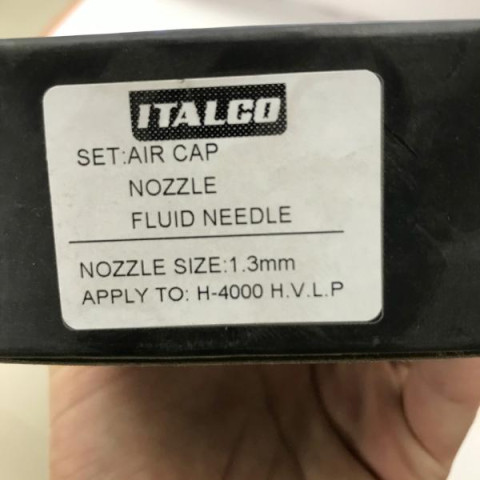 ITALCO
SET:AIR CAP
NOZZLE
FLUID NEEDLE
NOZZLE SIZE:1.3mm
APPLY TO: H-4000 H.V.L.P